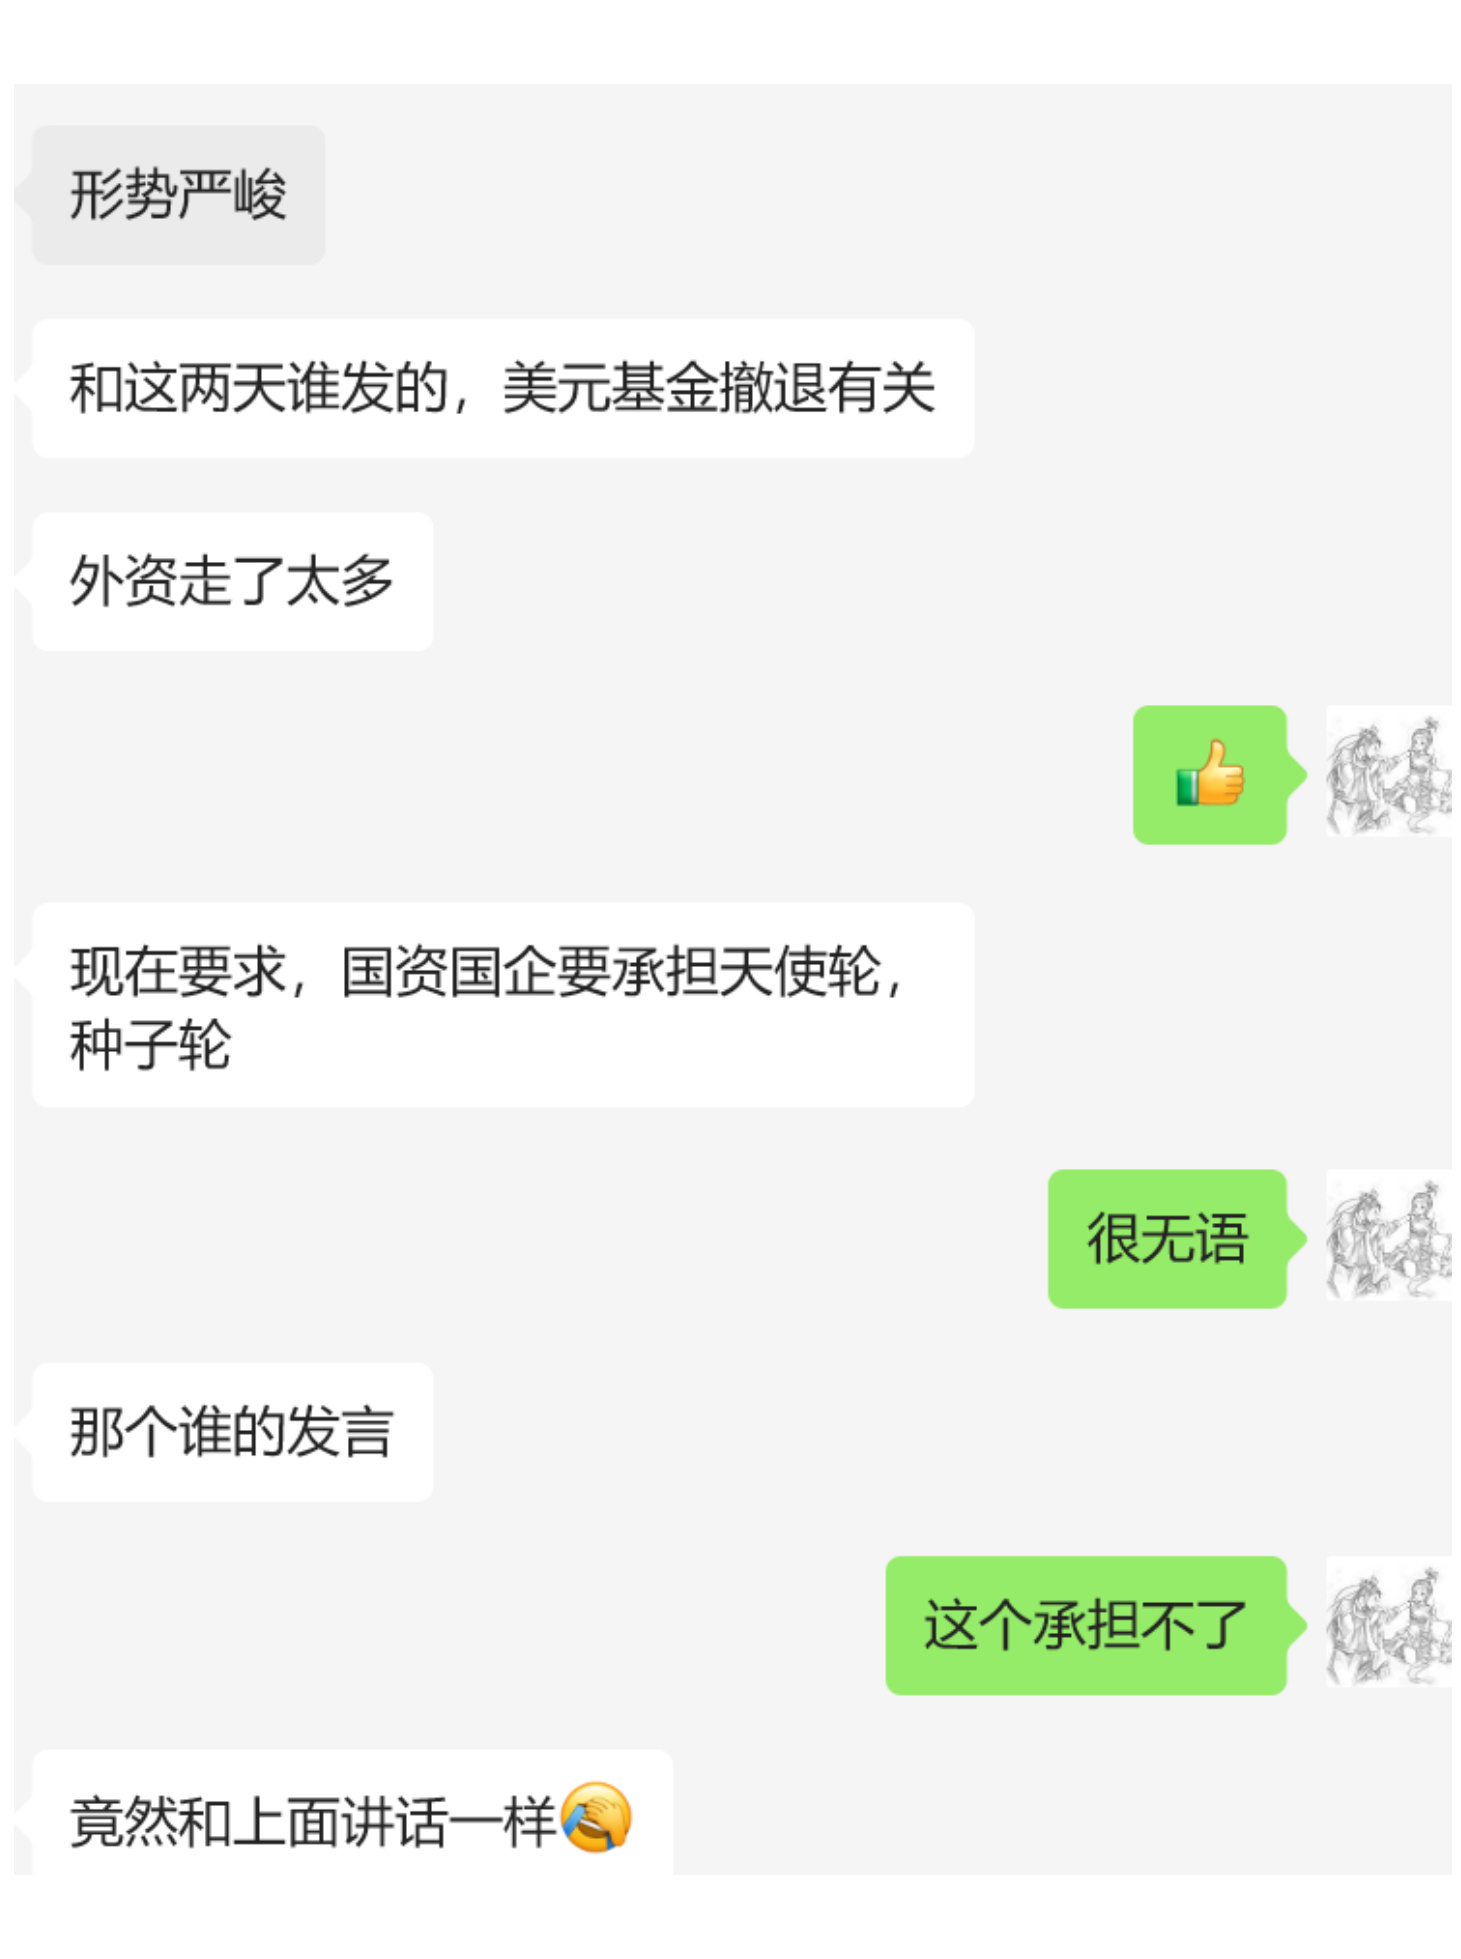 形势严峻
和这两天谁发的，美元基金撤退有关
外资走了太多
👍
现在要求，国资国企要承担天使轮，
种子轮
很无语
那个谁的发言
这个承担不了
竟然和上面讲话一样🤦